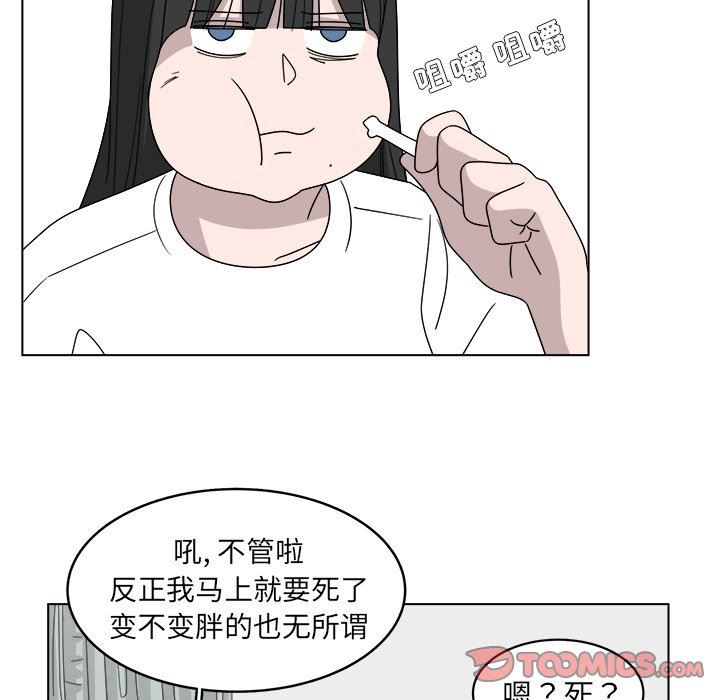 咀嚼 咀嚼
吼, 不管啦
反正我马上就要死了
变不变胖的也无所谓
嗯？死？
TOOMICS
toomics.com